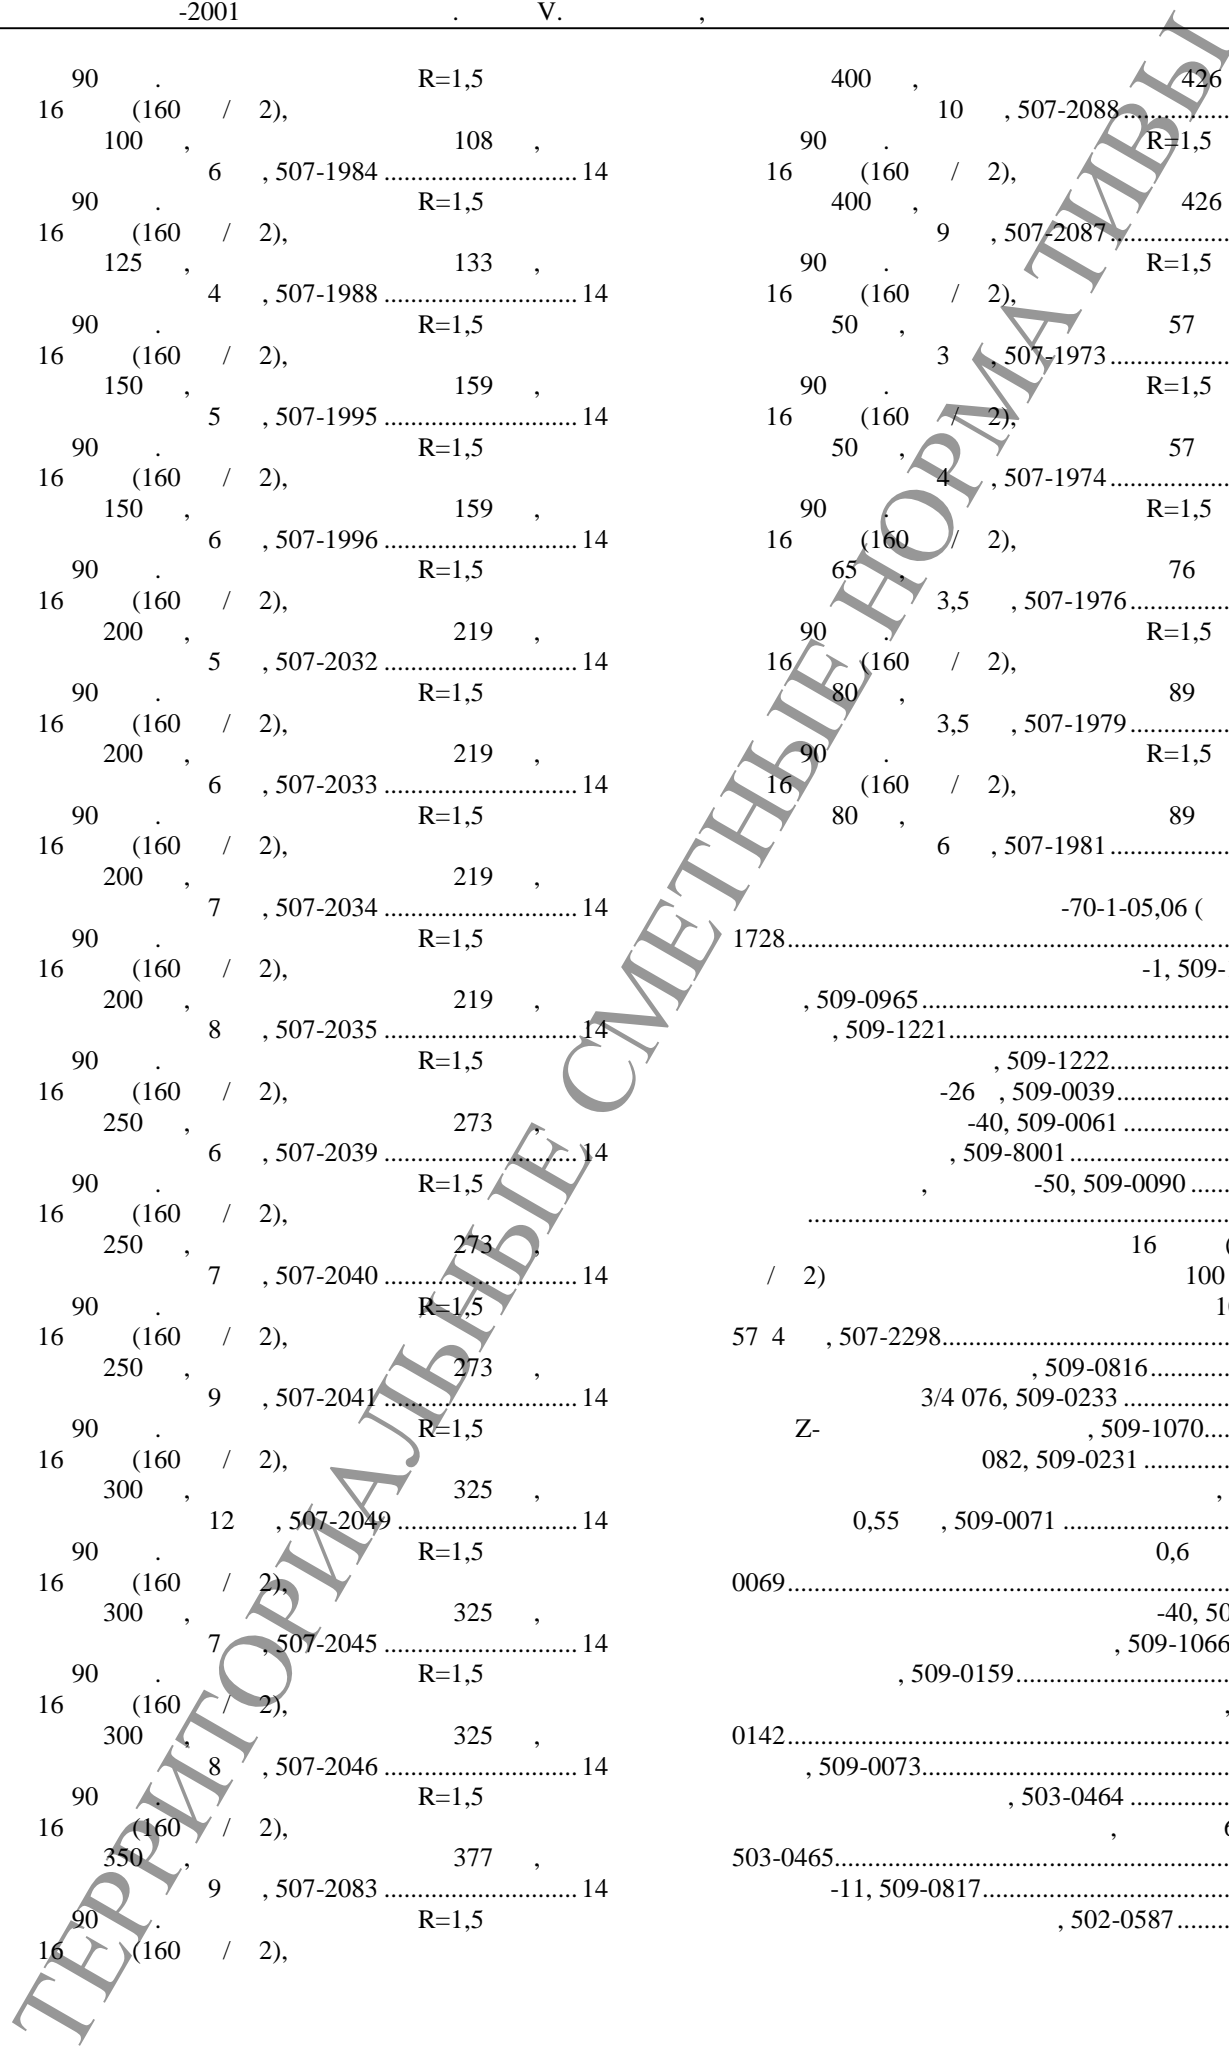 -2001 . V. ,
90 . R=1,5
16 (160 / 2),
100 , 108 ,
6 , 507-1984 ........................... 14
90 . R=1,5
16 (160 / 2),
125 , 133 ,
4 , 507-1988 ........................... 14
90 . R=1,5
16 (160 / 2),
150 , 159 ,
5 , 507-1995 ........................... 14
90 . R=1,5
16 (160 / 2),
150 , 159 ,
6 , 507-1996 ........................... 14
90 . R=1,5
16 (160 / 2),
200 , 219 ,
5 , 507-2032 ........................... 14
90 . R=1,5
16 (160 / 2),
200 , 219 ,
6 , 507-2033 ........................... 14
90 . R=1,5
16 (160 / 2),
200 , 219 ,
7 , 507-2034 ........................... 14
90 . R=1,5
16 (160 / 2),
200 , 219 ,
8 , 507-2035 ........................... 14
90 . R=1,5
16 (160 / 2),
250 , 273 ,
6 , 507-2039 ........................... 14
90 . R=1,5
16 (160 / 2),
250 , 273 ,
7 , 507-2040 ........................... 14
90 . R=1,5
16 (160 / 2),
250 , 273 ,
9 , 507-2041 ........................... 14
90 . R=1,5
16 (160 / 2),
300 , 325 ,
12 , 507-2049 ........................... 14
90 . R=1,5
16 (160 / 2),
300 , 325 ,
7 , 507-2045 ........................... 14
90 . R=1,5
16 (160 / 2),
300 , 325 ,
8 , 507-2046 ........................... 14
90 . R=1,5
16 (160 / 2),
350 , 377 ,
9 , 507-2083 ........................... 14
90 . R=1,5
16 (160 / 2),
400 , 426
10 , 507-2088 ................
90 . R=1,5
16 (160 / 2),
400 , 426
9 , 507-2087 ................
90 . R=1,5
16 (160 / 2),
50 , 57
3 , 507-1973 ................
90 . R=1,5
16 (160 / 2),
50 , 57
4 , 507-1974 ................
90 . R=1,5
16 (160 / 2),
65 , 76
3,5 , 507-1976 ..............
90 . R=1,5
16 (160 / 2),
80 , 89
3,5 , 507-1979 ..............
90 . R=1,5
16 (160 / 2),
80 , 89
6 , 507-1981 ................
-70-1-05,06 (
1728 ................................
-1, 509-
, 509-0965 ................................
, 509-1221 ................................
, 509-1222 ................
-26 , 509-0039 ................
-40, 509-0061 ................
, 509-8001 ......................
, -50, 509-0090 ......
................................
16 (
/ 2) 100
57 4 , 507-2298 ................................
, 509-0816 ............
3/4 076, 509-0233 ...............
Z- , 509-1070 ....
082, 509-0231 ............
,
0,55 , 509-0071 ........................
0,6
0069 ................................
-40, 50
, 509-1066
, 509-0159 ................................
,
0142 ................................
, 509-0073 ................................
, 503-0464 ..............
,
503-0465 ................................
-11, 509-0817 ................................
, 502-0587 ........
ТЕРРИТОРИАЛЬНЫЕ СМЕТНЫЕ НОРМАТИВЫ